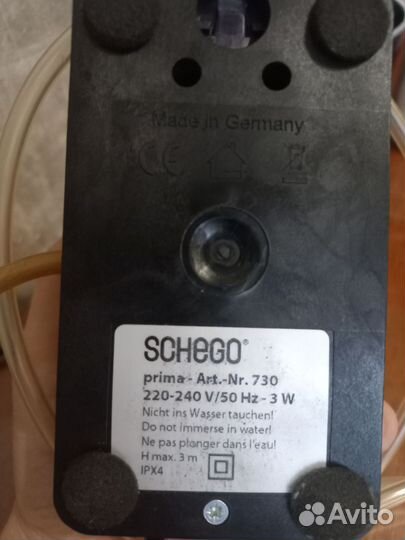 Made in Germany
CE
SCHEGO®
prima - Art.-Nr. 730
220-240 V/50 Hz - 3 W
Nicht ins Wasser tauchen!
Do not immerse in water!
Ne pas plonger dans l'eau!
H max. 3 m
IPX4
Avito